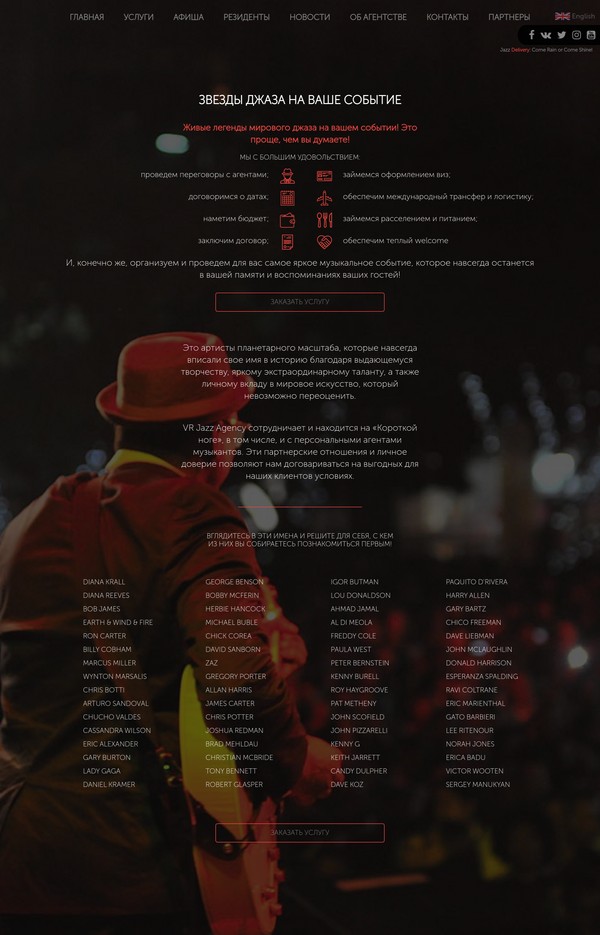 ГЛАВНАЯ УСЛУГИ АФИША РЕЗИДЕНТЫ НОВОСТИ ОБ АГЕНТСТВЕ КОНТАКТЫ ПАРТНЕРЫ English
Jazz Delivery: Come Rain or Come Shine!
ЗВЕЗДЫ ДЖАЗА НА ВАШЕ СОБЫТИЕ
Живые легенды мирового джаза на вашем событии! Это
проще, чем вы думаете!
МЫ С БОЛЬШИМ УДОВОЛЬСТВИЕМ:
проведем переговоры с агентами; займемся оформлением виз;
договоримся о датах; обеспечим международный трансфер и логистику;
наметим бюджет; займемся расселением и питанием;
заключим договор; обеспечим теплый welcome
И, конечно же, организуем и проведем для вас самое яркое музыкальное событие, которое навсегда останется
в вашей памяти и воспоминаниях ваших гостей!
ЗАКАЗАТЬ УСЛУГУ
Это артисты планетарного масштаба, которые навсегда
вписали свое имя в историю благодаря выдающемуся
творчеству, яркому экстраординарному таланту, а также
личному вкладу в мировое искусство, который
невозможно переоценить.
VR Jazz Agency сотрудничает и находится на «Короткой
ноге», в том числе, и с персональными агентами
музыкантов. Эти партнерские отношения и личное
доверие позволяют нам договариваться на выгодных для
наших клиентов условиях.
ВГЛЯДИТЕСЬ В ЭТИ ИМЕНА И РЕШИТЕ ДЛЯ СЕБЯ, С КЕМ
ИЗ НИХ ВЫ СОБИРАЕТЕСЬ ПОЗНАКОМИТЬСЯ ПЕРВЫМ!
DIANA KRALL GEORGE BENSON IGOR BUTMAN PAQUITO D'RIVERA
DIANA REEVES BOBBY MCFERIN LOU DONALDSON HARRY ALLEN
BOB JAMES HERBIE HANCOCK AHMAD JAMAL GARY BARTZ
EARTH & WIND & FIRE MICHAEL BUBLE AL DI MEOLA CHICO FREEMAN
RON CARTER CHICK COREA FREDDY COLE DAVE LIEBMAN
BILLY COBHAM DAVID SANBORN PAULA WEST JOHN MCLAUGHLIN
MARCUS MILLER ZAZ PETER BERNSTEIN DONALD HARRISON
WYNTON MARSALIS GREGORY PORTER KENNY BURELL ESPERANZA SPALDING
CHRIS BOTTI ALLAN HARRIS ROY HAYGROOVE RAVI COLTRANE
ARTURO SANDOVAL JAMES CARTER PAT METHENY ERIC MARIENTHAL
CHUCHO VALDES CHRIS POTTER JOHN SCOFIELD GATO BARBIERI
CASSANDRA WILSON JOSHUA REDMAN JOHN PIZZARELLI LEE RITENOUR
ERIC ALEXANDER BRAD MEHLDAU KENNY G NORAH JONES
GARY BURTON CHRISTIAN MCBRIDE KEITH JARRETT ERICA BADU
LADY GAGA TONY BENNETT CANDY DULPHER VICTOR WOOTEN
DANIEL KRAMER ROBERT GLASPER DAVE KOZ SERGEY MANUKYAN
ЗАКАЗАТЬ УСЛУГУ